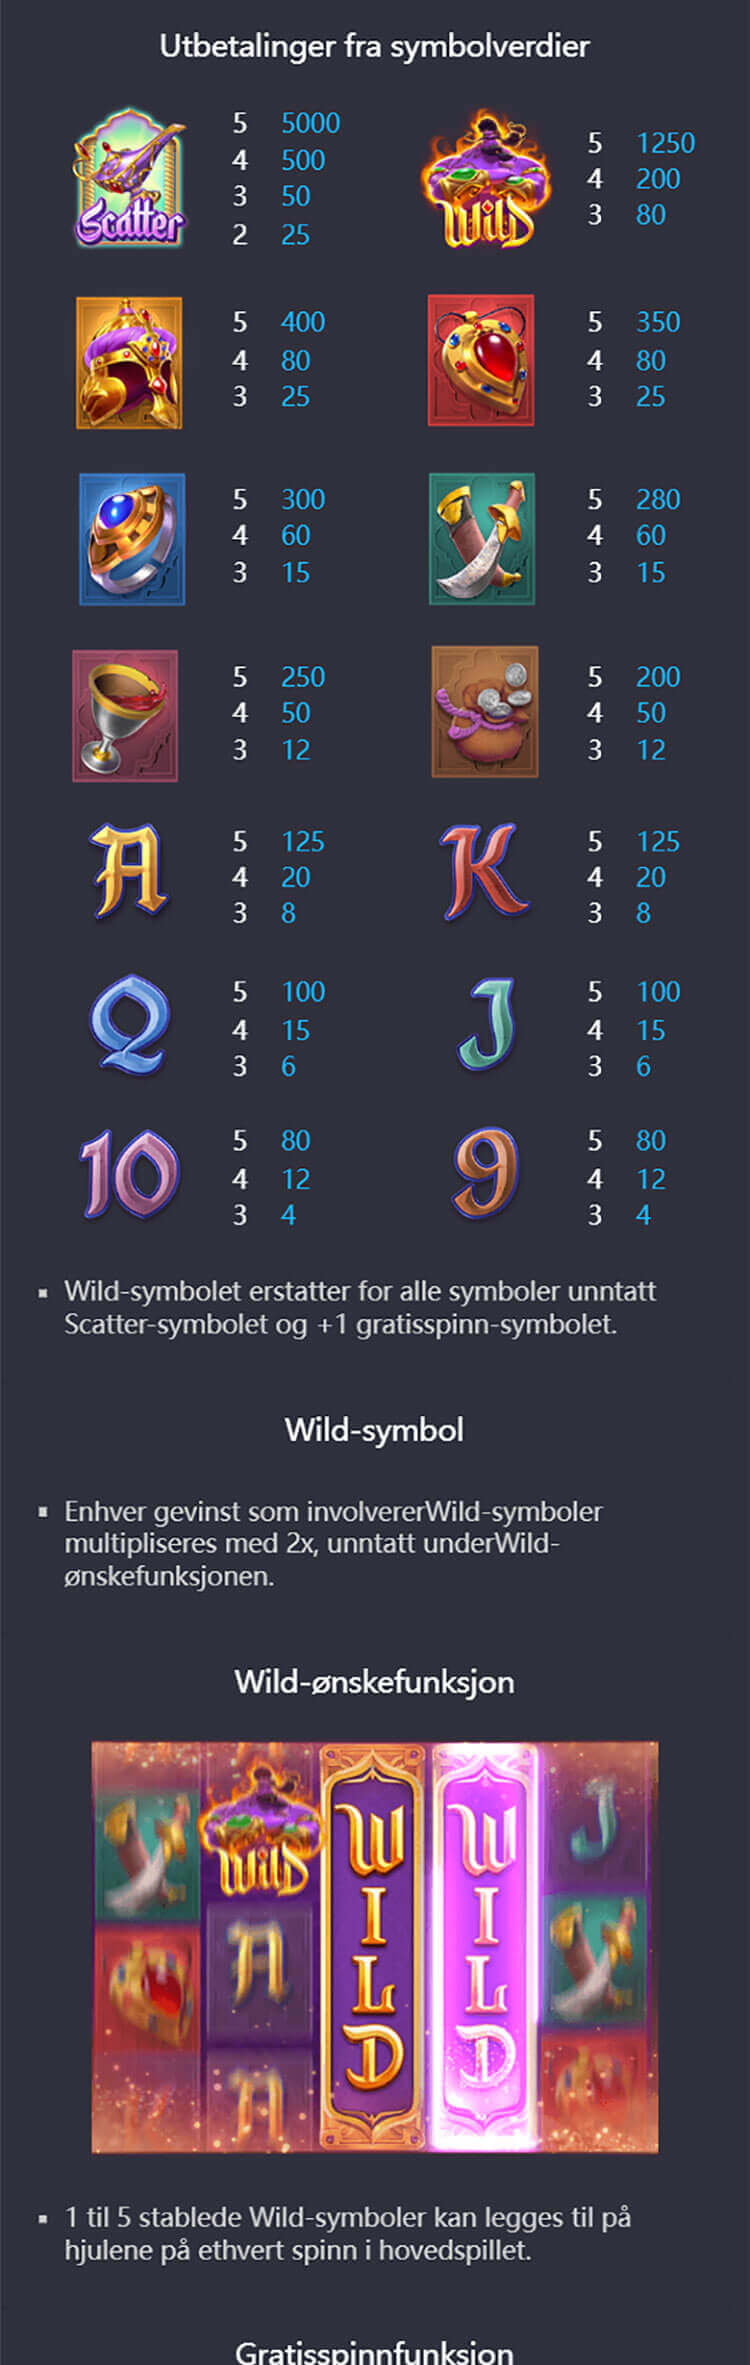 Utbetalinger fra symbolverdier
Scatter
5 5000
4 500
3 50
2 25
Wild
5 1250
4 200
3 80
5 400
4 80
3 25
5 350
4 80
3 25
5 300
4 60
3 15
5 280
4 60
3 15
5 250
4 50
3 12
5 200
4 50
3 12
A
5 125
4 20
3 8
K
5 125
4 20
3 8
Q
5 100
4 15
3 6
J
5 100
4 15
3 6
10
5 80
4 12
3 4
9
5 80
4 12
3 4
Wild-symbolet erstatter for alle symboler unntatt
Scatter-symbolet og +1 gratisspinn-symbolet.
Wild-symbol
Enhver gevinst som involvererWild-symboler
multipliseres med 2x, unntatt underWild-
ønskefunksjonen.
Wild-ønskefunksjon
Wild
WILD
WILD
J
A
A
1 til 5 stablede Wild-symboler kan legges til på
hjulene på ethvert spinn i hovedspillet.
Gratisspinnfunksjon